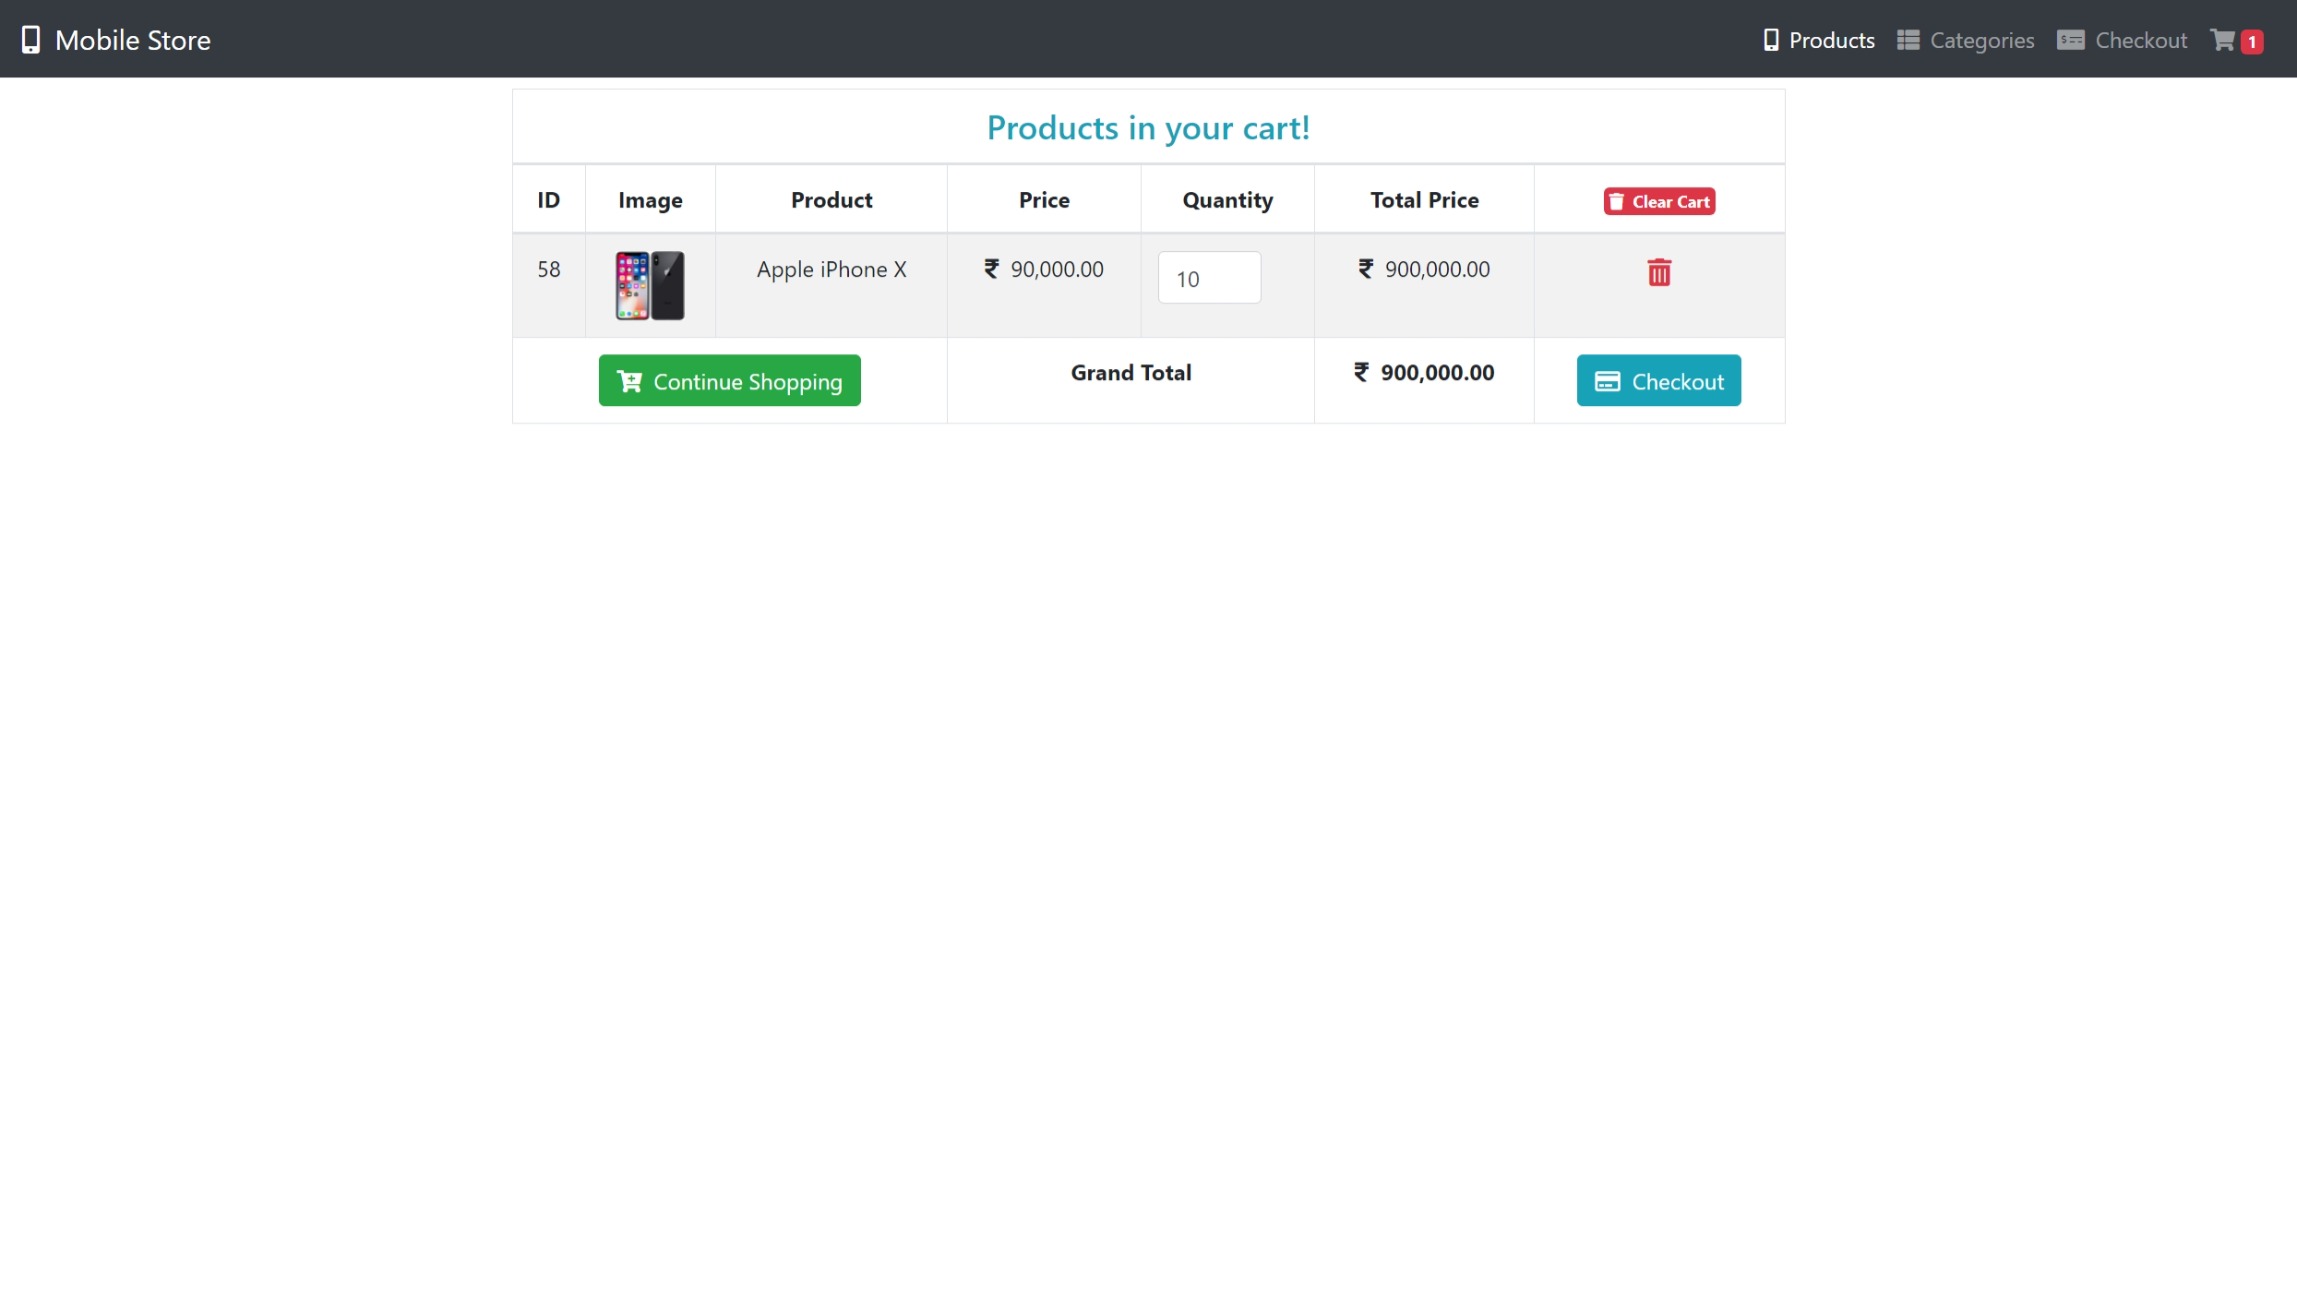 Mobile Store
Products Categories Checkout 1
Products in your cart!
ID Image Product Price Quantity Total Price Clear Cart
58 Apple iPhone X ₹ 90,000.00 10 ₹ 900,000.00
Continue Shopping Grand Total ₹ 900,000.00 Checkout